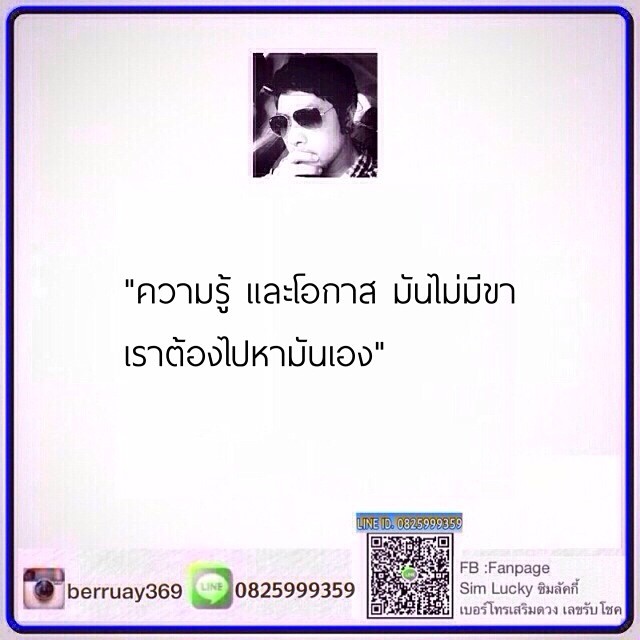 "ความรู้ และโอกาส มันไม่มีขา
เราต้องไปหามันเอง"
LINE ID. 0825999359
berruay369
LINE
0825999359
FB :Fanpage
Sim Lucky ซิมลัคกี้
เบอร์โทรเสริมดวง เลขรับโชค